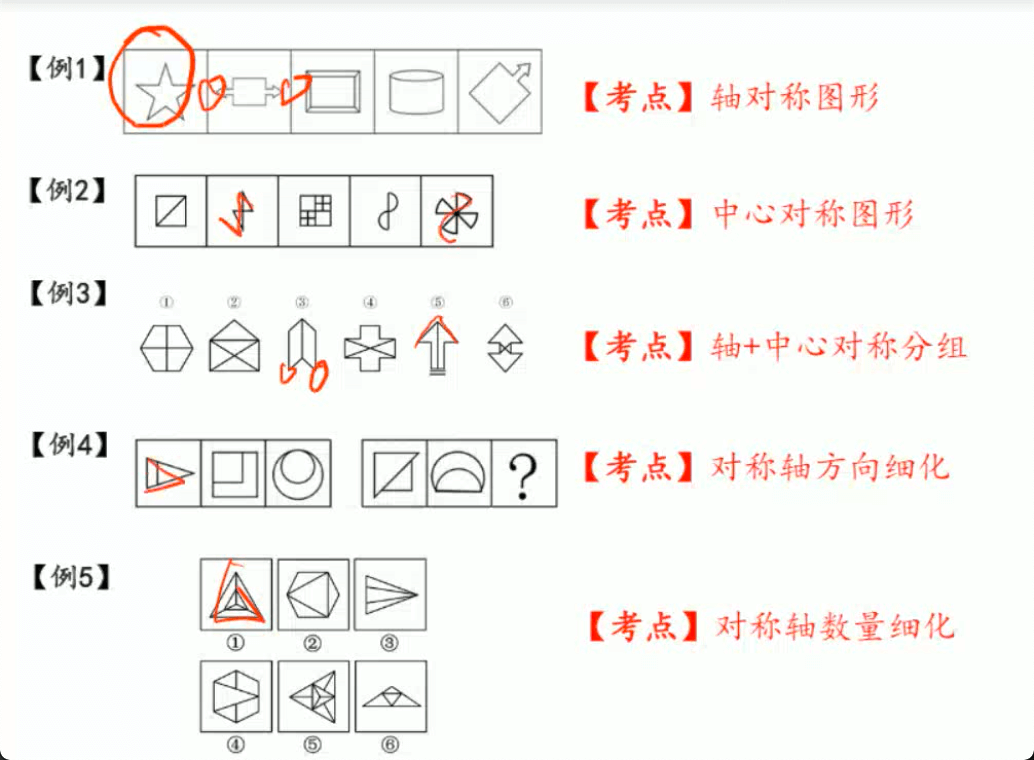 【例1】
【考点】轴对称图形
【例2】
【考点】中心对称图形
【例3】
① ② ③ ④ ⑤ ⑥
【考点】轴+中心对称分组
【例4】
?
【考点】对称轴方向细化
【例5】
① ② ③
【考点】对称轴数量细化
④ ⑤ ⑥